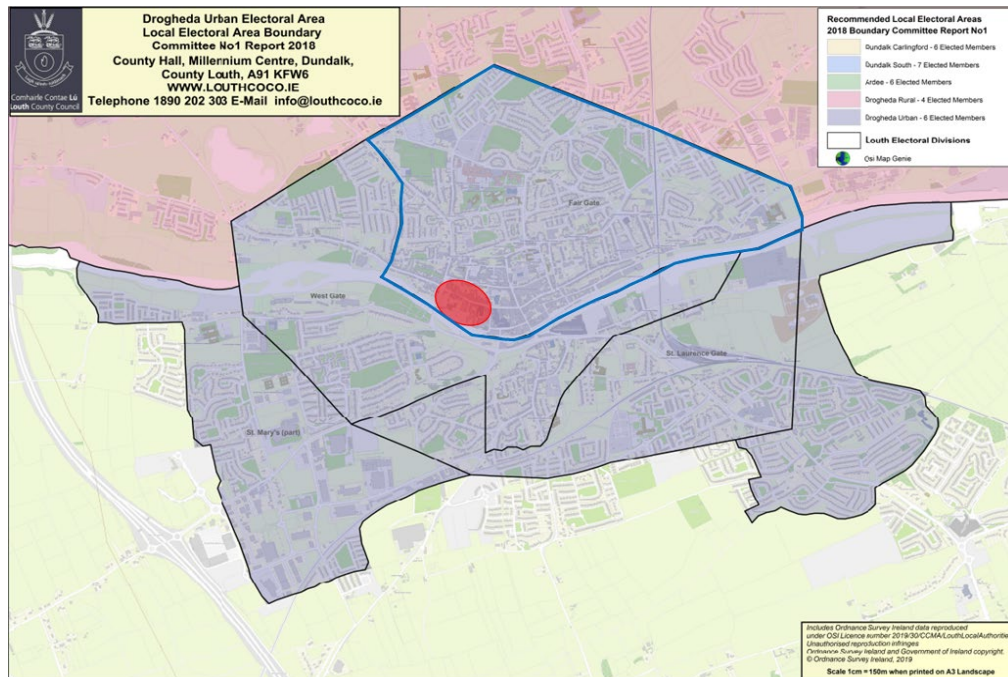 Comhairle Contae Lú
Louth County Council
Drogheda Urban Electoral Area
Local Electoral Area Boundary
Committee No1 Report 2018
County Hall, Millennium Centre, Dundalk,
County Louth, A91 KFW6
WWW.LOUTHCOCO.IE
Telephone 1890 202 303 E-Mail info@louthcoco.ie
Recommended Local Electoral Areas
2018 Boundary Committee Report No1
Dundalk Carlingford - 6 Elected Members
Dundalk South - 7 Elected Members
Ardee - 6 Elected Members
Drogheda Rural - 4 Elected Members
Drogheda Urban - 6 Elected Members
Louth Electoral Divisions
Osi Map Genie
Fair Gate
West Gate
St. Laurence Gate
St. Mary's (part)
Includes Ordnance Survey Ireland data reproduced
under OSI Licence number 2019/30/CCMA/LouthLocalAuthoritie
Unauthorised reproduction infringes
Ordnance Survey Ireland and Government of Ireland copyright.
© Ordnance Survey Ireland, 2019
Scale 1cm = 150m when printed on A3 Landscape